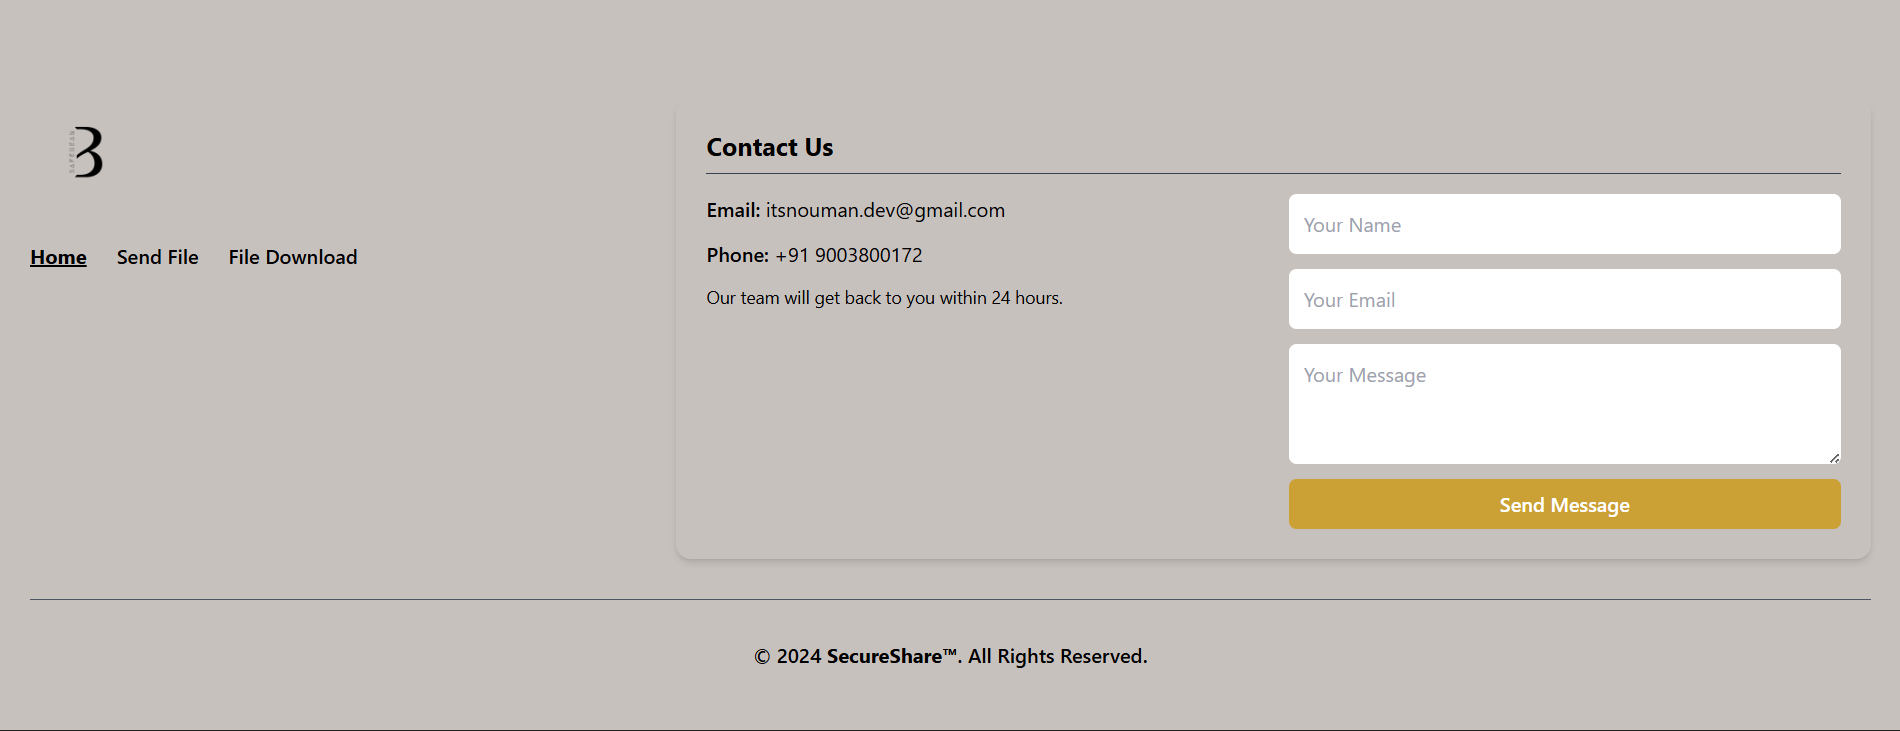 B
Home Send File File Download
Contact Us
Email: itsnouman.dev@gmail.com
Phone: +91 9003800172
Our team will get back to you within 24 hours.
Your Name
Your Email
Your Message
Send Message
© 2024 SecureShare™. All Rights Reserved.